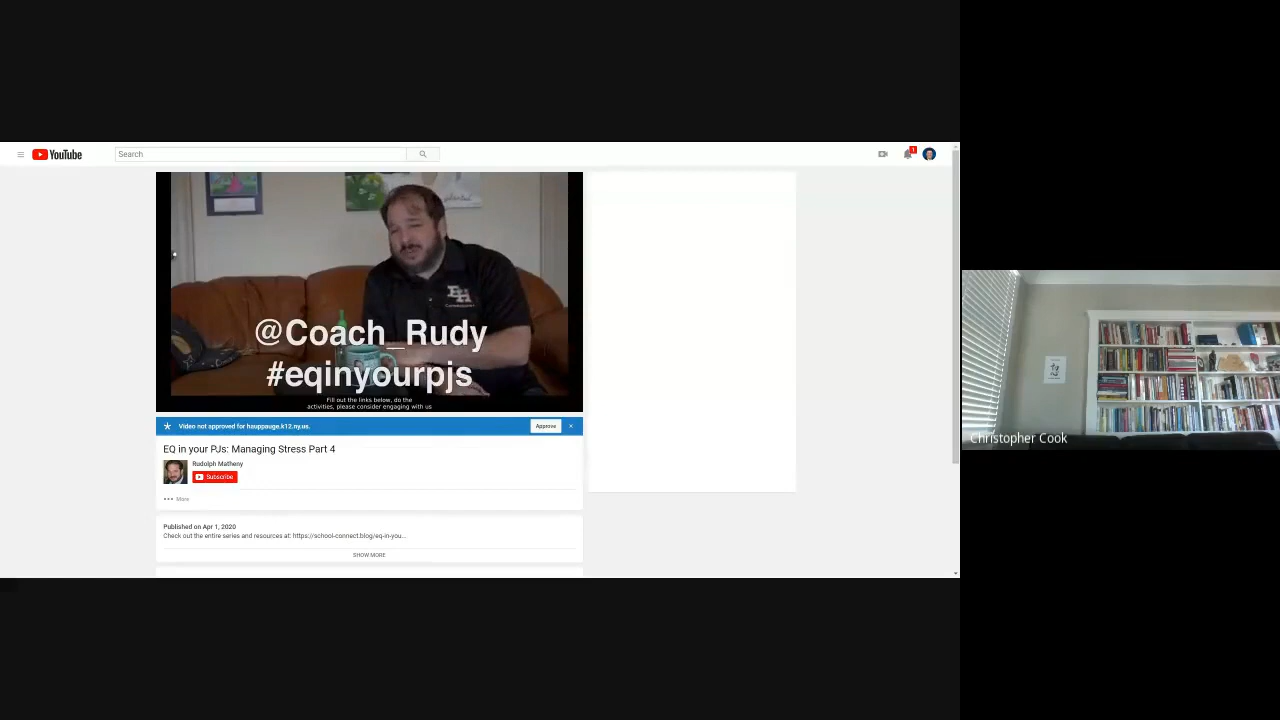 YouTube
Search
1
@Coach_Rudy
#eqinyourpjs
Fill out the links below, do the
activities, please consider engaging with us
Video not approved for hauppauge.k12.ny.us.
Approve
EQ in your PJs: Managing Stress Part 4
Rudolph Matheny
Subscribe
More
Published on Apr 1, 2020
Check out the entire series and resources at: https://school-connect.blog/eq-in-you...
SHOW MORE
Christopher Cook
EH